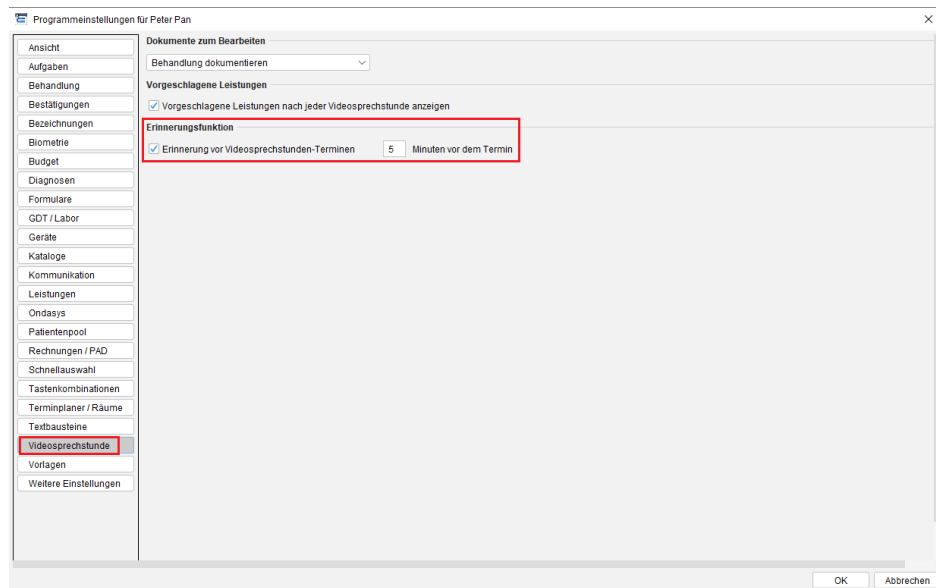 Programmeinstellungen für Peter Pan
Ansicht
Aufgaben
Behandlung
Bestätigungen
Bezeichnungen
Biometrie
Budget
Diagnosen
Formulare
GDT / Labor
Geräte
Kataloge
Kommunikation
Leistungen
Ondasys
Patientenpool
Rechnungen / PAD
Schnellauswahl
Tastenkombinationen
Terminplaner / Räume
Textbausteine
Videosprechstunde
Vorlagen
Weitere Einstellungen
Dokumente zum Bearbeiten
Behandlung dokumentieren
Vorgeschlagene Leistungen
Vorgeschlagene Leistungen nach jeder Videosprechstunde anzeigen
Erinnerungsfunktion
Erinnerung vor Videosprechstunden-Terminen 5 Minuten vor dem Termin
OK Abbrechen